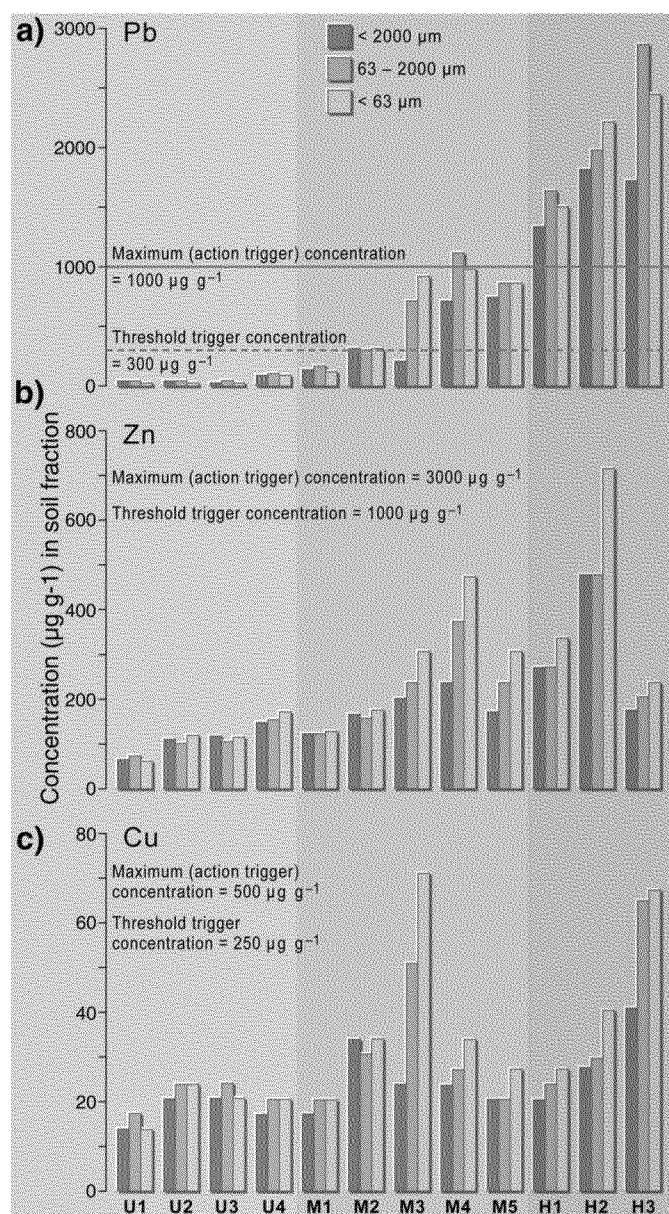 a)
Pb
< 2000 µm
63 – 2000 µm
< 63 µm
3000
2000
1000
0
Maximum (action trigger) concentration
= 1000 µg g⁻¹
Threshold trigger concentration
= 300 µg g⁻¹
b)
Zn
800
600
400
200
0
Maximum (action trigger) concentration = 3000 µg g⁻¹
Threshold trigger concentration = 1000 µg g⁻¹
Concentration (µg g-1) in soil fraction
c)
Cu
80
60
40
20
0
Maximum (action trigger)
concentration = 500 µg g⁻¹
Threshold trigger
concentration = 250 µg g⁻¹
U1 U2 U3 U4 M1 M2 M3 M4 M5 H1 H2 H3